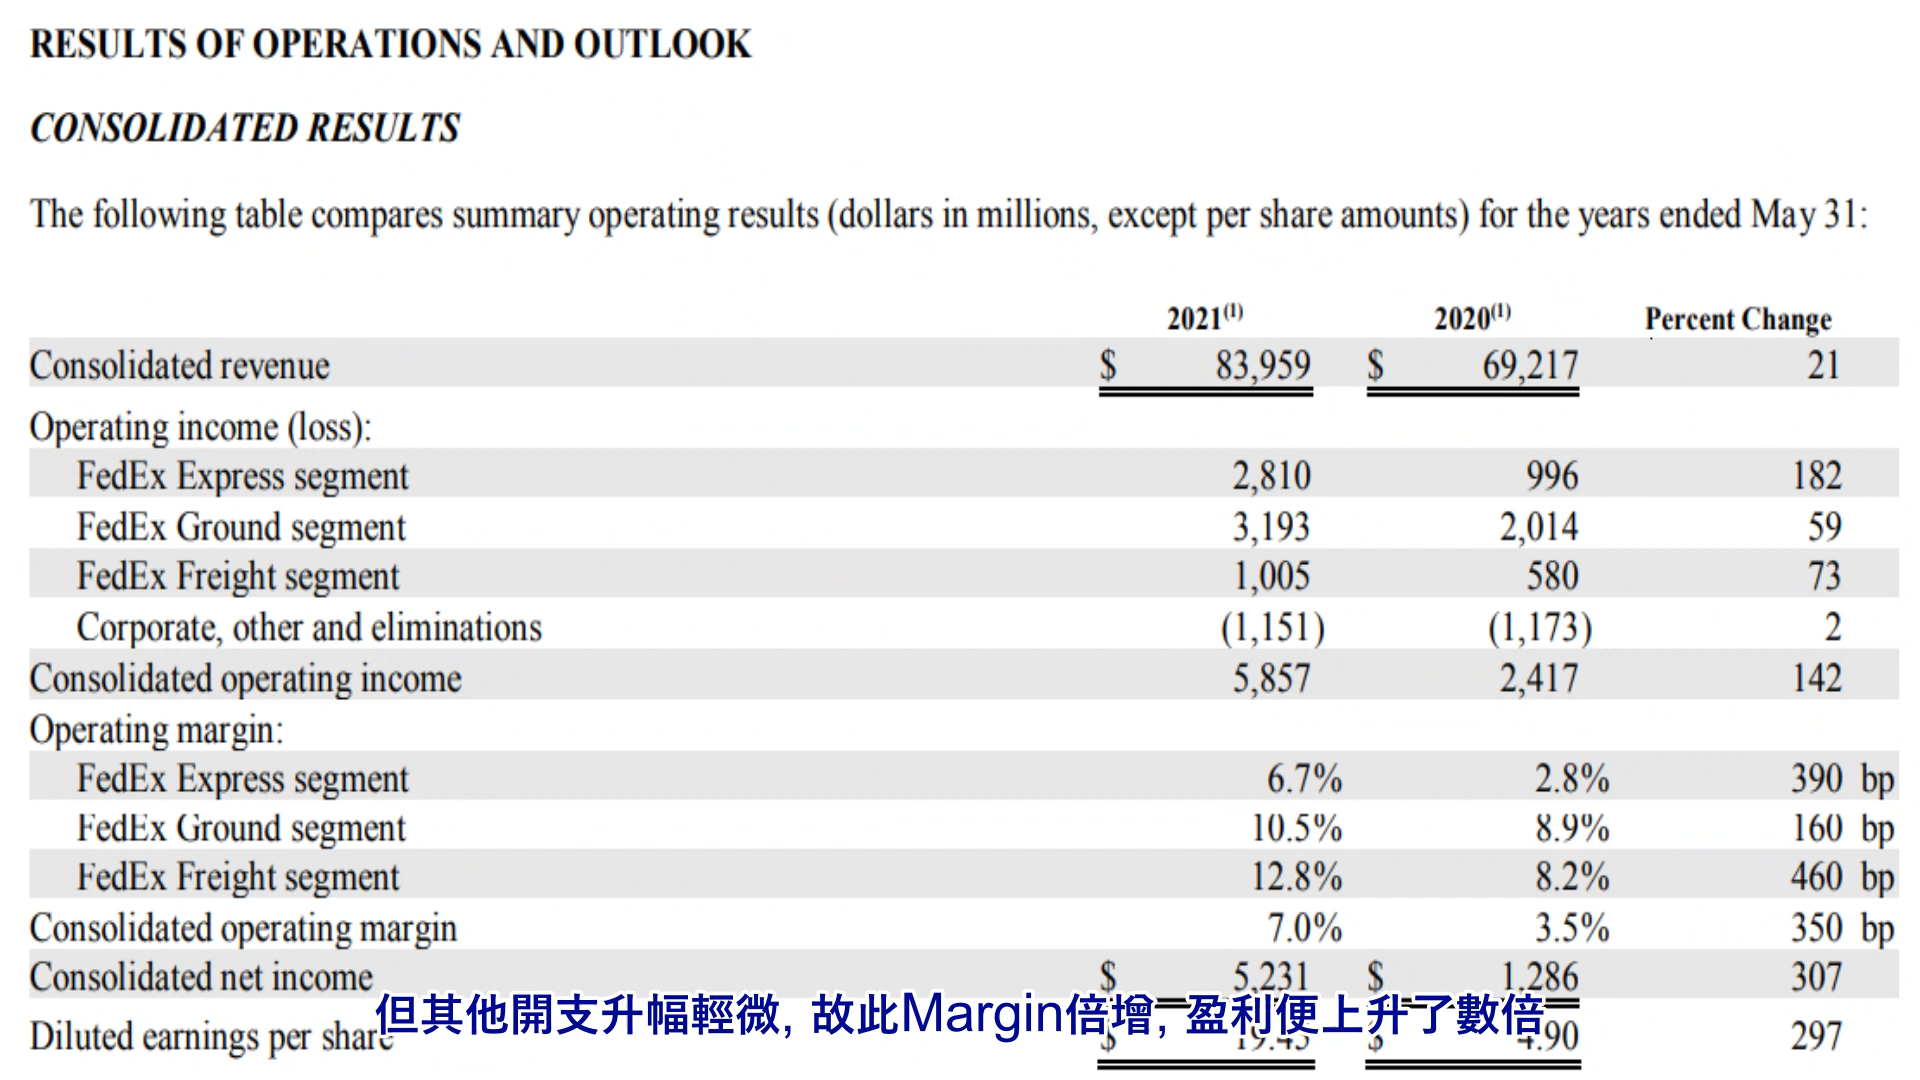 RESULTS OF OPERATIONS AND OUTLOOK
CONSOLIDATED RESULTS
The following table compares summary operating results (dollars in millions, except per share amounts) for the years ended May 31:
2021(1) 2020(1) Percent Change
Consolidated revenue $ 83,959 $ 69,217 21
Operating income (loss):
FedEx Express segment 2,810 996 182
FedEx Ground segment 3,193 2,014 59
FedEx Freight segment 1,005 580 73
Corporate, other and eliminations (1,151) (1,173) 2
Consolidated operating income 5,857 2,417 142
Operating margin:
FedEx Express segment 6.7% 2.8% 390 bp
FedEx Ground segment 10.5% 8.9% 160 bp
FedEx Freight segment 12.8% 8.2% 460 bp
Consolidated operating margin 7.0% 3.5% 350 bp
Consolidated net income $ 5,231 $ 1,286 307
但其他開支升幅輕微, 故此Margin倍增, 盈利便上升了數倍
Diluted earnings per share $ 19.45 $ 4.90 297